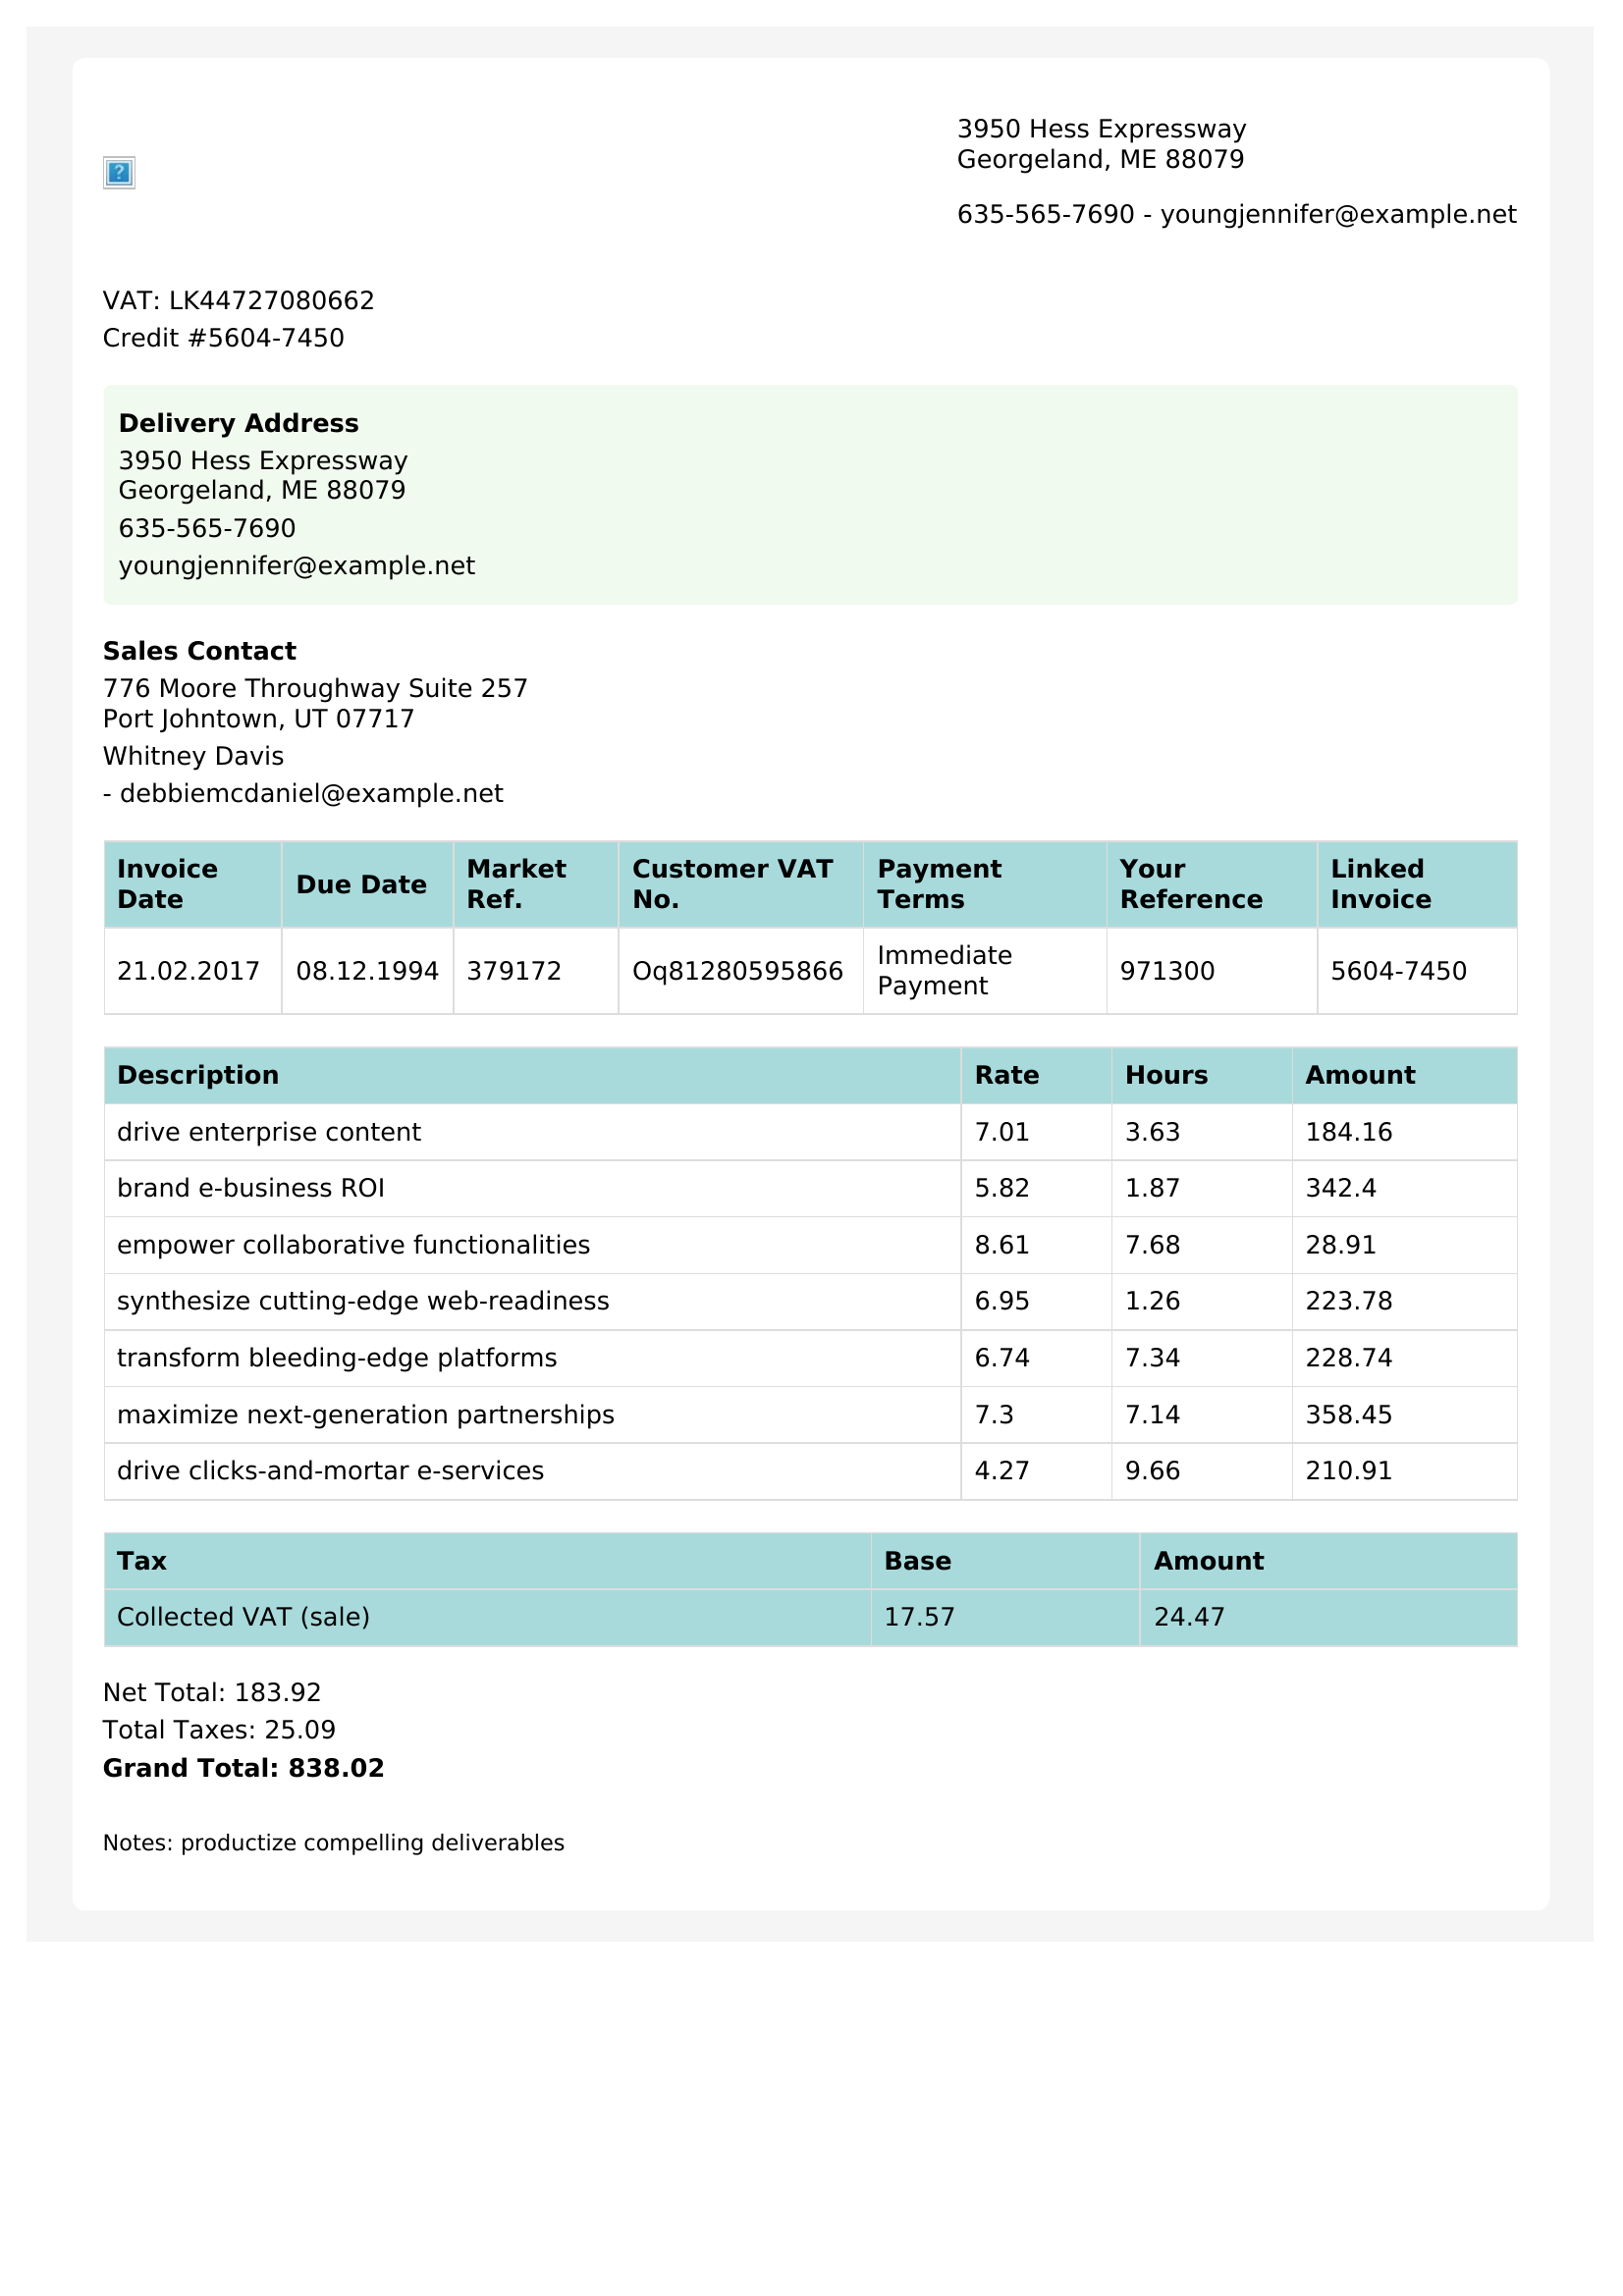 3950 Hess Expressway
Georgeland, ME 88079
635-565-7690 - youngjennifer@example.net
VAT: LK44727080662
Credit #5604-7450
Delivery Address
3950 Hess Expressway
Georgeland, ME 88079
635-565-7690
youngjennifer@example.net
Sales Contact
776 Moore Throughway Suite 257
Port Johntown, UT 07717
Whitney Davis
- debbiemcdaniel@example.net
Invoice Date Due Date Market Ref. Customer VAT No. Payment Terms Your Reference Linked Invoice
21.02.2017 08.12.1994 379172 Oq81280595866 Immediate Payment 971300 5604-7450
Description Rate Hours Amount
drive enterprise content 7.01 3.63 184.16
brand e-business ROI 5.82 1.87 342.4
empower collaborative functionalities 8.61 7.68 28.91
synthesize cutting-edge web-readiness 6.95 1.26 223.78
transform bleeding-edge platforms 6.74 7.34 228.74
maximize next-generation partnerships 7.3 7.14 358.45
drive clicks-and-mortar e-services 4.27 9.66 210.91
Tax Base Amount
Collected VAT (sale) 17.57 24.47
Net Total: 183.92
Total Taxes: 25.09
Grand Total: 838.02
Notes: productize compelling deliverables